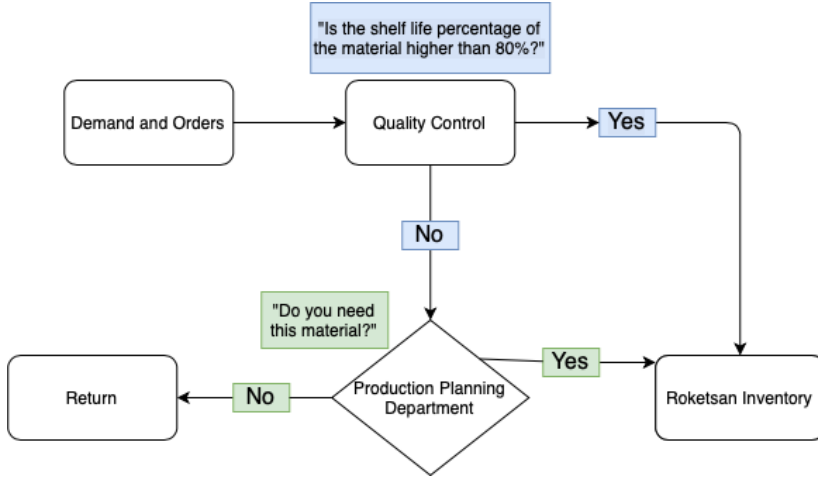 "Is the shelf life percentage of
the material higher than 80%?"
Demand and Orders
Quality Control
Yes
No
"Do you need
this material?"
Yes
Return
No
Production Planning
Department
Roketsan Inventory